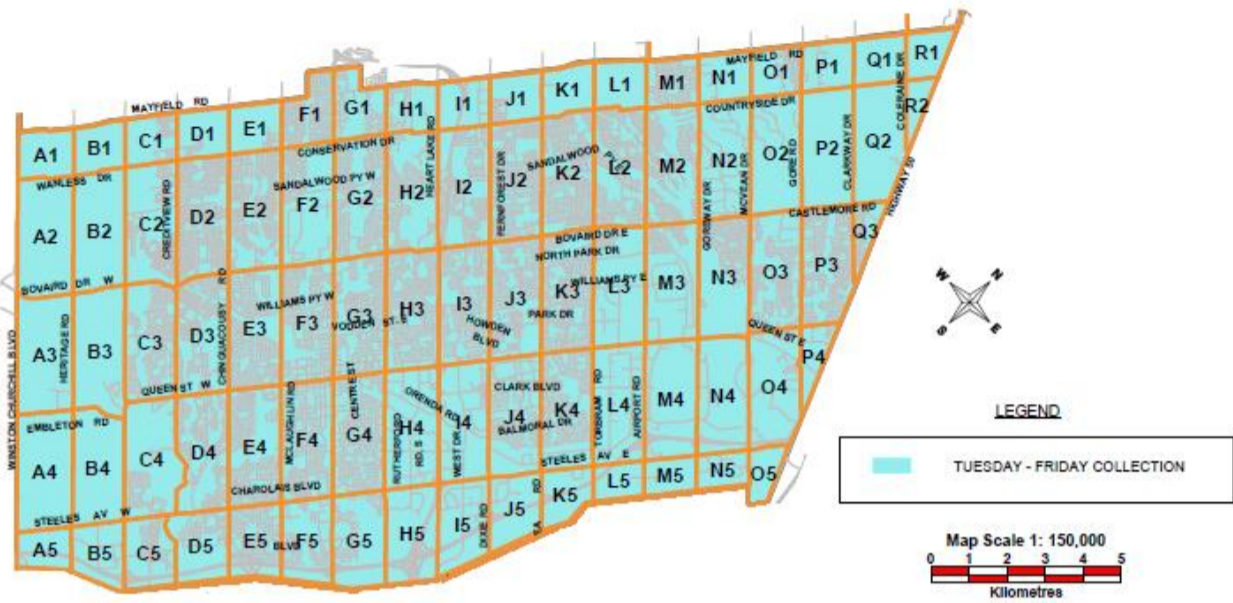 MAYFIELD RD
R1
Q1
P1
O1
N1
M1
L1
K1
J1
I1
H1
G1
F1
E1
D1
C1
B1
A1
MAYFIELD RD
COLERAINE DR
COUNTRYSIDE DR
R2
CONSERVATION DR
WANLESS DR
SANDALWOOD PY W
SANDALWOOD PY E
HEART LAKE RD
CREDITVIEW RD
FERNFOREST DR
GORE RD
CLARKWAY DR
MCVEAN DR
GOREWAY DR
HIGHWAY 50
A2
B2
C2
D2
E2
F2
G2
H2
I2
J2
K2
L2
M2
N2
O2
P2
Q2
CASTLEMORE RD
BOVAIRD DR E
NORTH PARK DR
BOVAIRD DR W
WILLIAMS PY W
WILLIAMS PY E
VODDEN ST. E
HOWDEN
BLVD
PARK DR
WINSTON CHURCHILL BLVD
HERITAGE RD
CHINGUACOUSY RD
A3
B3
C3
D3
E3
F3
G3
H3
I3
J3
K3
L3
M3
N3
O3
P3
Q3
QUEEN ST E
QUEEN ST W
CLARK BLVD
ORENDA RD
BALMORAL DR
EMBLETON RD
MCLAUGHLIN RD
CENTRE ST
RUTHERFORD
RD. S
WEST DR.
TORBRAM RD
AIRPORT RD
A4
B4
C4
D4
E4
F4
G4
H4
I4
J4
K4
L4
M4
N4
O4
P4
STEELES AV E
CHAROLAIS BLVD
STEELES AV W
DIXIE RD
RD
A5
B5
C5
D5
E5
BLVD
F5
G5
H5
I5
J5
K5
L5
M5
N5
O5
W
N
S
E
LEGEND
TUESDAY - FRIDAY COLLECTION
Map Scale 1: 150,000
0 1 2 3 4 5
Kilometres